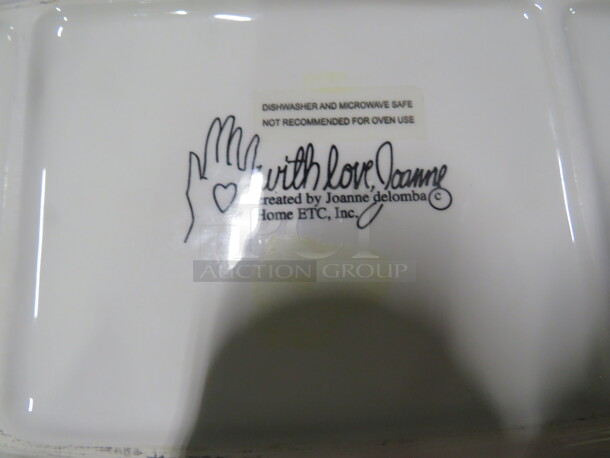 DISHWASHER AND MICROWAVE SAFE
NOT RECOMMENDED FOR OVEN USE
with love, Joanne
created by Joanne delomba ©
Home ETC, Inc.
AUCTION GROUP